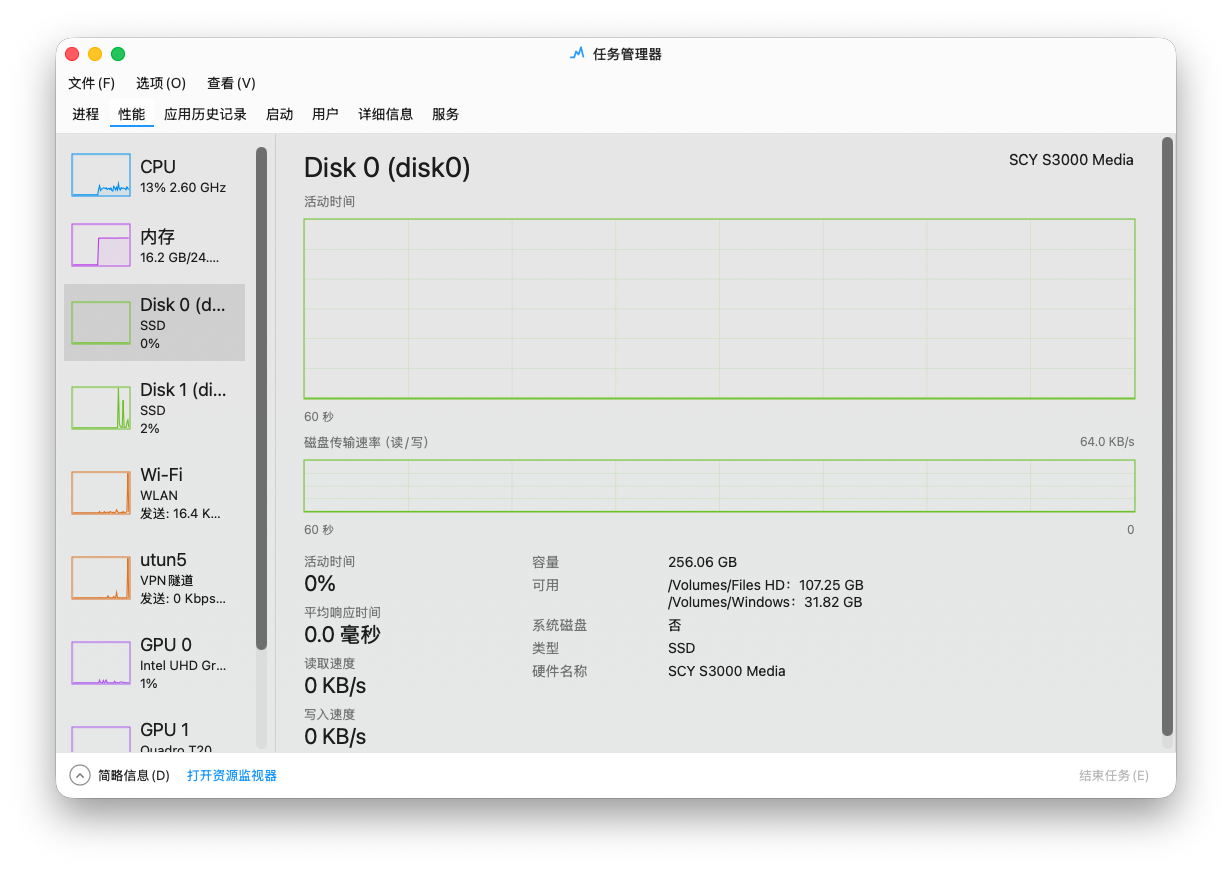 任务管理器
文件(F) 选项(O) 查看(V)
进程 性能 应用历史记录 启动 用户 详细信息 服务
CPU
13% 2.60 GHz
内存
16.2 GB/24....
Disk 0 (d...
SSD
0%
Disk 1 (di...
SSD
2%
Wi-Fi
WLAN
发送: 16.4 K...
utun5
VPN 隧道
发送: 0 Kbps...
GPU 0
Intel UHD Gr...
1%
GPU 1
Quadro T20
Disk 0 (disk0)
SCY S3000 Media
活动时间
60 秒
磁盘传输速率 (读/写)
64.0 KB/s
60 秒
0
活动时间
0%
平均响应时间
0.0 毫秒
读取速度
0 KB/s
写入速度
0 KB/s
容量 256.06 GB
可用 /Volumes/Files HD：107.25 GB
/Volumes/Windows：31.82 GB
系统磁盘 否
类型 SSD
硬件名称 SCY S3000 Media
简略信息(D) 打开资源监视器
结束任务(E)